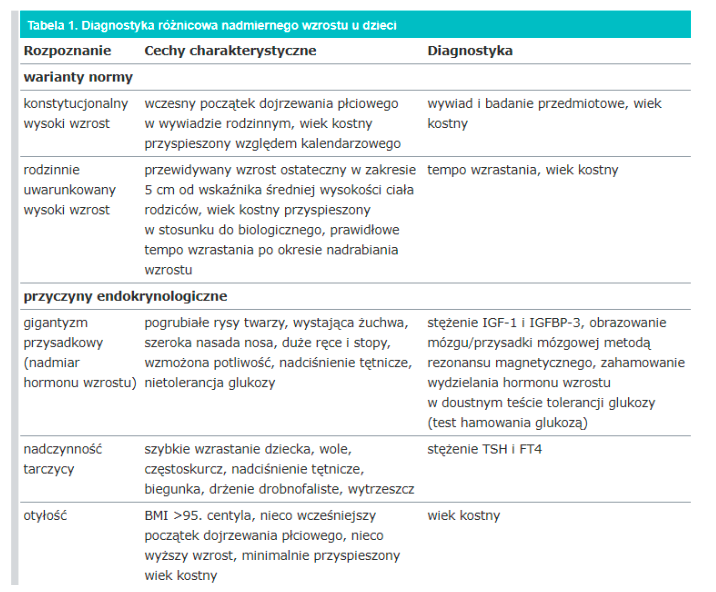 Tabela 1. Diagnostyka różnicowa nadmiernego wzrostu u dzieci
Rozpoznanie Cechy charakterystyczne Diagnostyka
warianty normy
konstytucjonalny wczesny początek dojrzewania płciowego wywiad i badanie przedmiotowe, wiek
wysoki wzrost w wywiadzie rodzinnym, wiek kostny kostny
przyspieszony względem kalendarzowego
rodzinnie przewidywany wzrost ostateczny w zakresie tempo wzrastania, wiek kostny
uwarunkowany 5 cm od wskaźnika średniej wysokości ciała
wysoki wzrost rodziców, wiek kostny przyspieszony
w stosunku do biologicznego, prawidłowe
tempo wzrastania po okresie nadrabiania
wzrostu
przyczyny endokrynologiczne
gigantyzm pogrubiałe rysy twarzy, wystająca żuchwa, stężenie IGF-1 i IGFBP-3, obrazowanie
przysadkowy szeroka nasada nosa, duże ręce i stopy, mózgu/przysadki mózgowej metodą
(nadmiar wzmożona potliwość, nadciśnienie tętnicze, rezonansu magnetycznego, zahamowanie
hormonu wzrostu) nietolerancja glukozy wydzielania hormonu wzrostu
w doustnym teście tolerancji glukozy
(test hamowania glukozą)
nadczynność szybkie wzrastanie dziecka, wole, stężenie TSH i FT4
tarczycy częstoskurcz, nadciśnienie tętnicze,
biegunka, drżenie drobnofaliste, wytrzeszcz
otyłość BMI >95. centyla, nieco wcześniejszy wiek kostny
początek dojrzewania płciowego, nieco
wyższy wzrost, minimalnie przyspieszony
wiek kostny